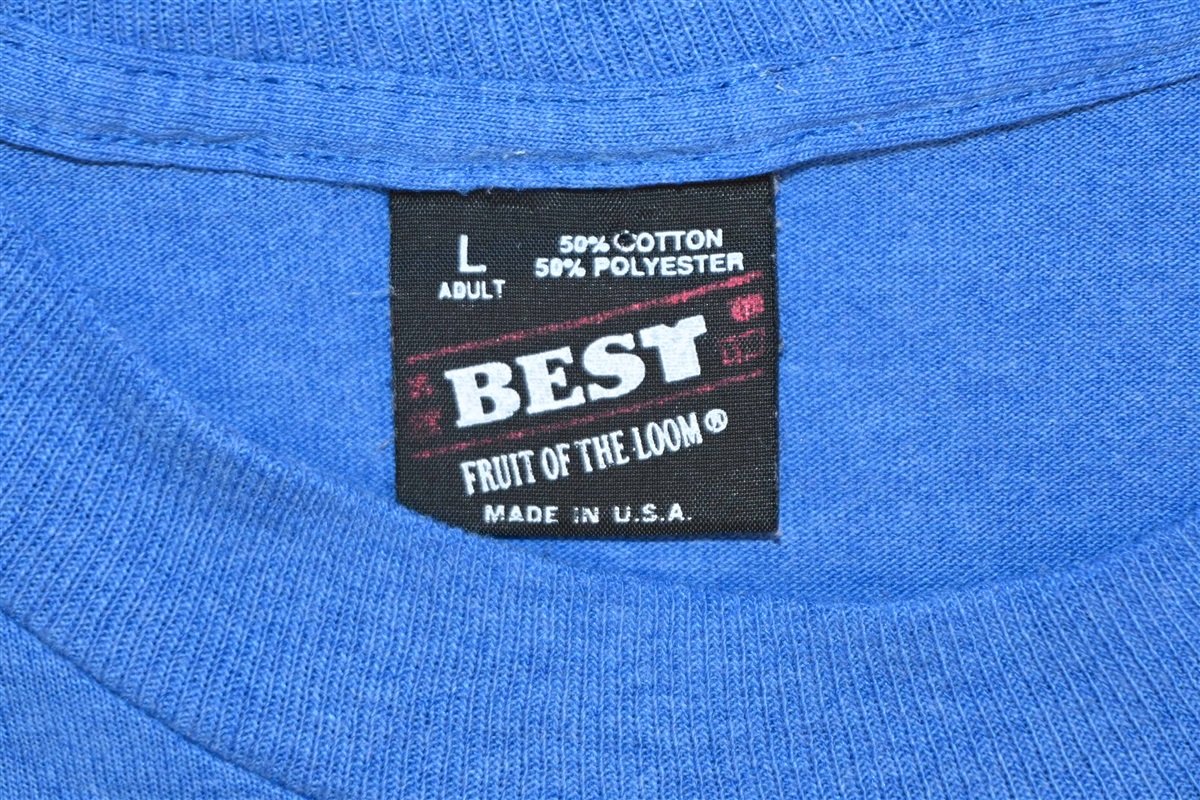 L
ADULT
50% COTTON
50% POLYESTER
BEST
FRUIT OF THE LOOM®
MADE IN U.S.A.